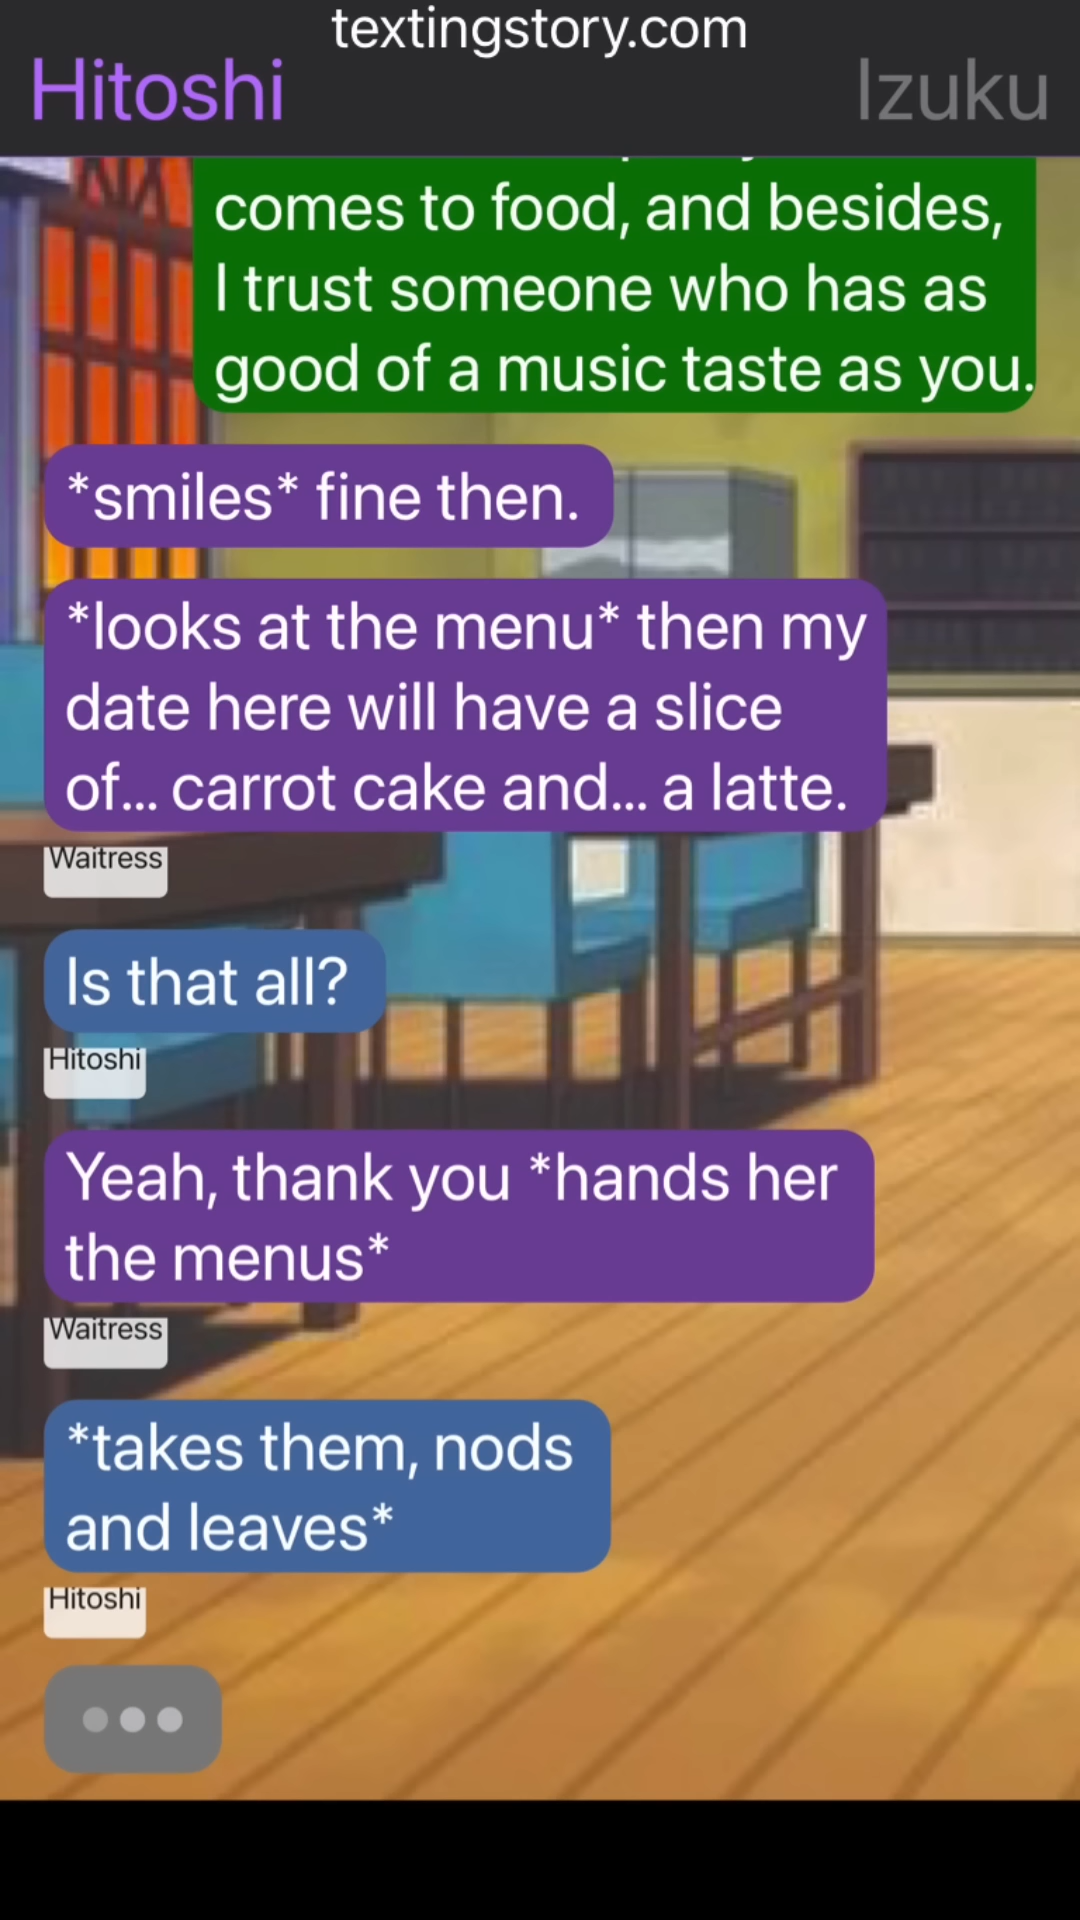 textingstory.com
Hitoshi
Izuku
comes to food, and besides,
I trust someone who has as
good of a music taste as you.
*smiles* fine then.
*looks at the menu* then my
date here will have a slice
of... carrot cake and... a latte.
Waitress
Is that all?
Hitoshi
Yeah, thank you *hands her
the menus*
Waitress
*takes them, nods
and leaves*
Hitoshi